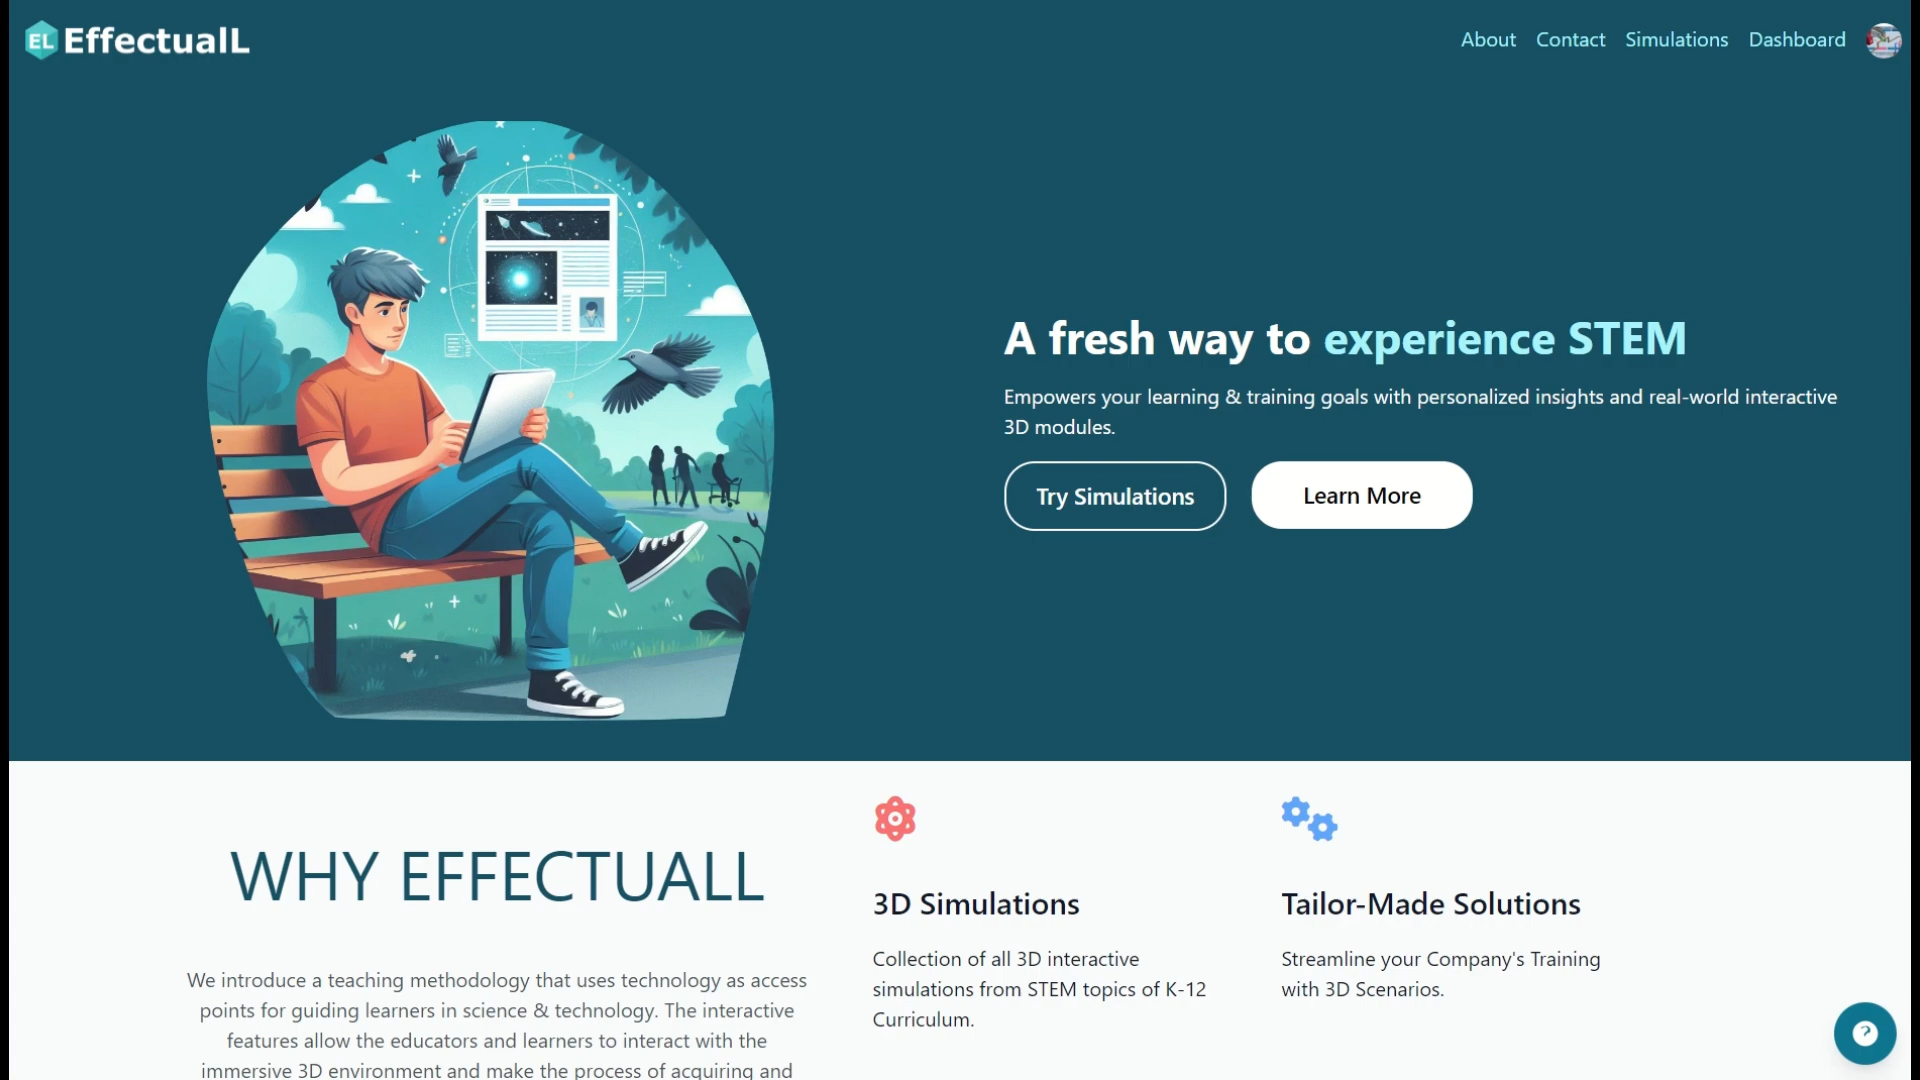 EL EffectualL
About Contact Simulations Dashboard
A fresh way to experience STEM
Empowers your learning & training goals with personalized insights and real-world interactive
3D modules.
Try Simulations Learn More
WHY EFFECTUALL
We introduce a teaching methodology that uses technology as access
points for guiding learners in science & technology. The interactive
features allow the educators and learners to interact with the
immersive 3D environment and make the process of acquiring and
3D Simulations
Collection of all 3D interactive
simulations from STEM topics of K-12
Curriculum.
Tailor-Made Solutions
Streamline your Company's Training
with 3D Scenarios.
?